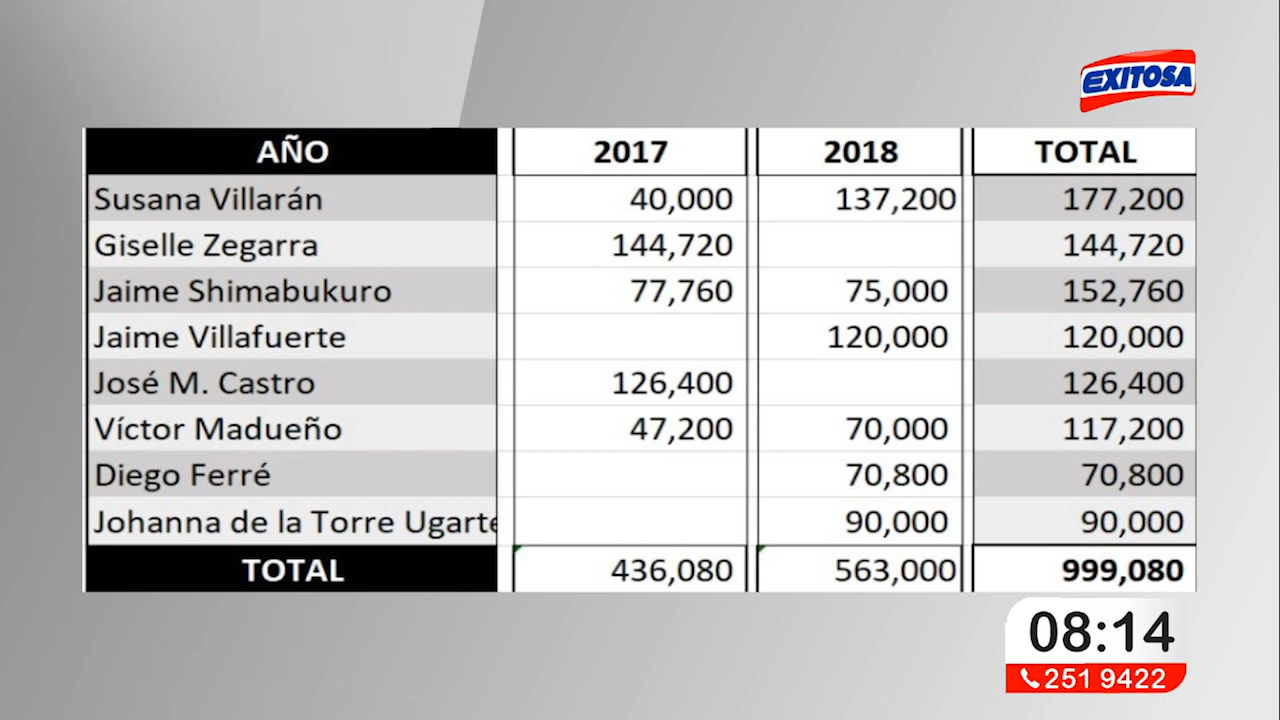 EXITOSA
AÑO 2017 2018 TOTAL
Susana Villarán 40,000 137,200 177,200
Giselle Zegarra 144,720 144,720
Jaime Shimabukuro 77,760 75,000 152,760
Jaime Villafuerte 120,000 120,000
José M. Castro 126,400 126,400
Víctor Madueño 47,200 70,000 117,200
Diego Ferré 70,800 70,800
Johanna de la Torre Ugarte 90,000 90,000
TOTAL 436,080 563,000 999,080
08:14
251 9422